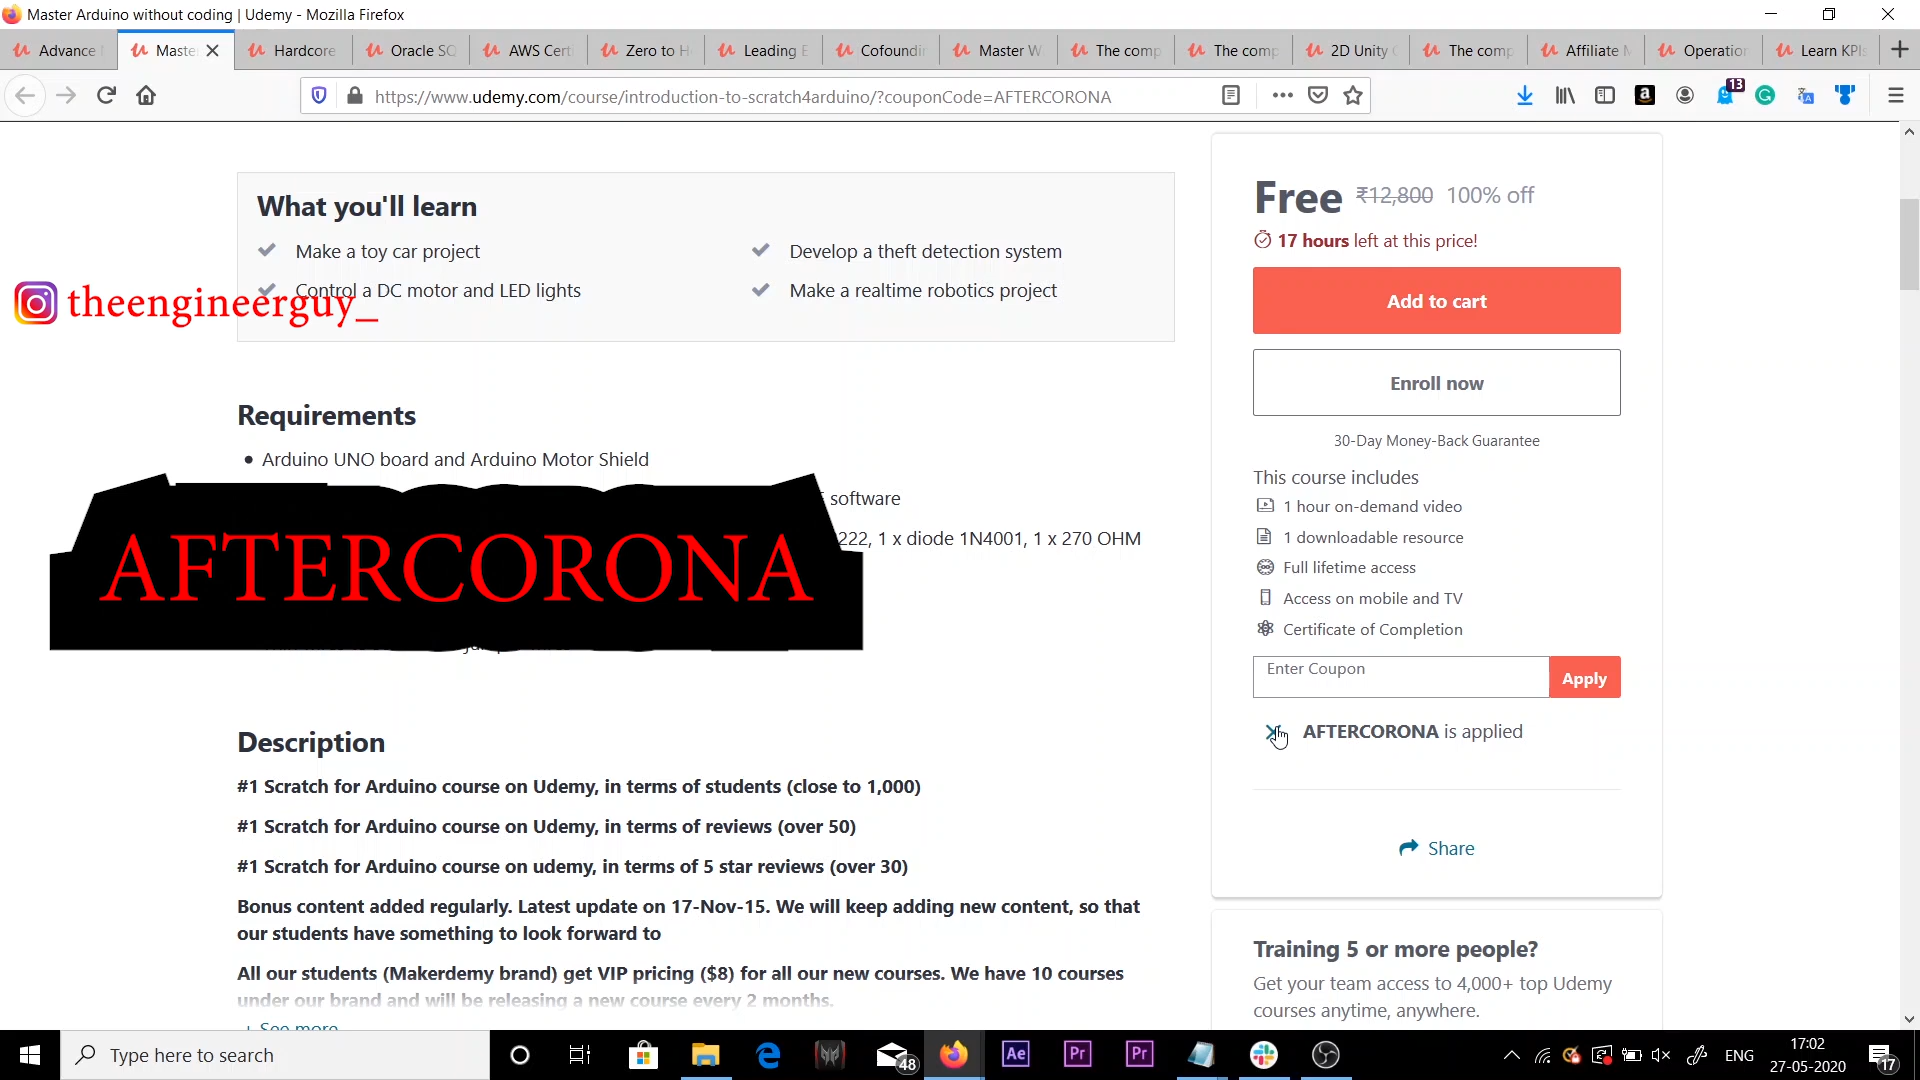 Master Arduino without coding | Udemy - Mozilla Firefox
Advance
Maste
Hardcore
Oracle SQ
AWS Cert
Zero to H
Leading E
Cofoundin
Master W
The comp
The comp
2D Unity
The comp
Affiliate M
Operation
Learn KPIs
https://www.udemy.com/course/introduction-to-scratch4arduino/?couponCode=AFTERCORONA
13
What you'll learn
Make a toy car project
Develop a theft detection system
Control a DC motor and LED lights
Make a realtime robotics project
theengineerguy_
Requirements
Arduino UNO board and Arduino Motor Shield
software
222, 1 x diode 1N4001, 1 x 270 OHM
AFTERCORONA
Description
#1 Scratch for Arduino course on Udemy, in terms of students (close to 1,000)
#1 Scratch for Arduino course on Udemy, in terms of reviews (over 50)
#1 Scratch for Arduino course on udemy, in terms of 5 star reviews (over 30)
Bonus content added regularly. Latest update on 17-Nov-15. We will keep adding new content, so that
our students have something to look forward to
All our students (Makerdemy brand) get VIP pricing ($8) for all our new courses. We have 10 courses
under our brand and will be releasing a new course every 2 months.
+ See more
Free ₹12,800 100% off
17 hours left at this price!
Add to cart
Enroll now
30-Day Money-Back Guarantee
This course includes
1 hour on-demand video
1 downloadable resource
Full lifetime access
Access on mobile and TV
Certificate of Completion
Enter Coupon
Apply
AFTERCORONA is applied
Share
Training 5 or more people?
Get your team access to 4,000+ top Udemy
courses anytime, anywhere.
Type here to search
48
Ae
Pr
Pr
ENG
17:02
27-05-2020
17